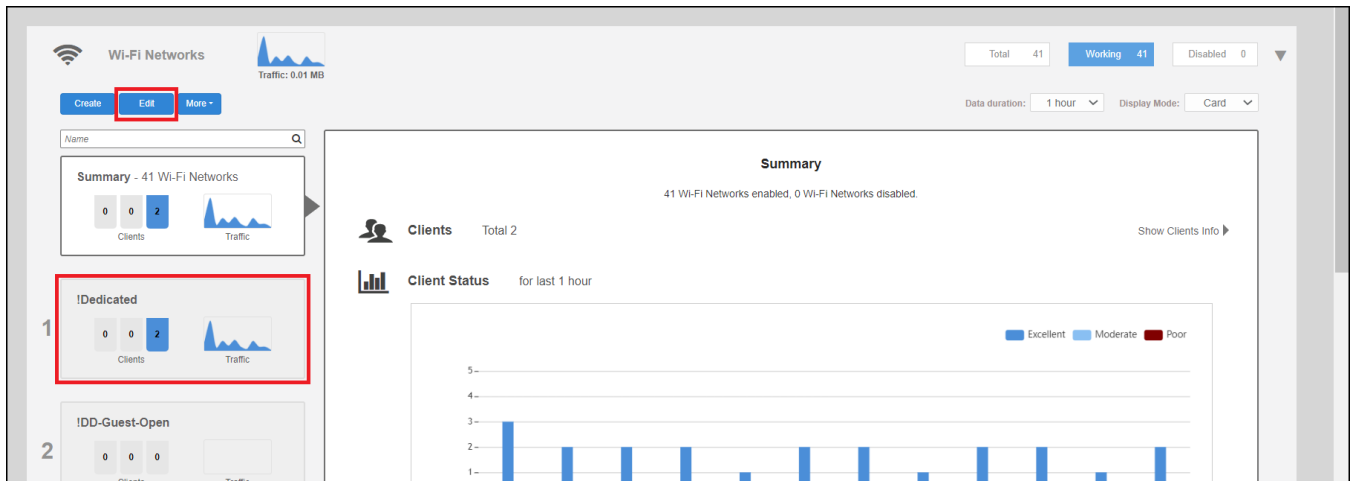 Wi-Fi Networks
Traffic: 0.01 MB
Total 41 Working 41 Disabled 0
Create Edit More
Data duration: 1 hour Display Mode: Card
Name
Summary - 41 Wi-Fi Networks
0 0 2
Clients Traffic
1
!Dedicated
0 0 2
Clients Traffic
2
!DD-Guest-Open
0 0 0
Clients Traffic
Summary
41 Wi-Fi Networks enabled, 0 Wi-Fi Networks disabled.
Clients Total 2 Show Clients Info
Client Status for last 1 hour
Excellent Moderate Poor
5
4
3
2
1